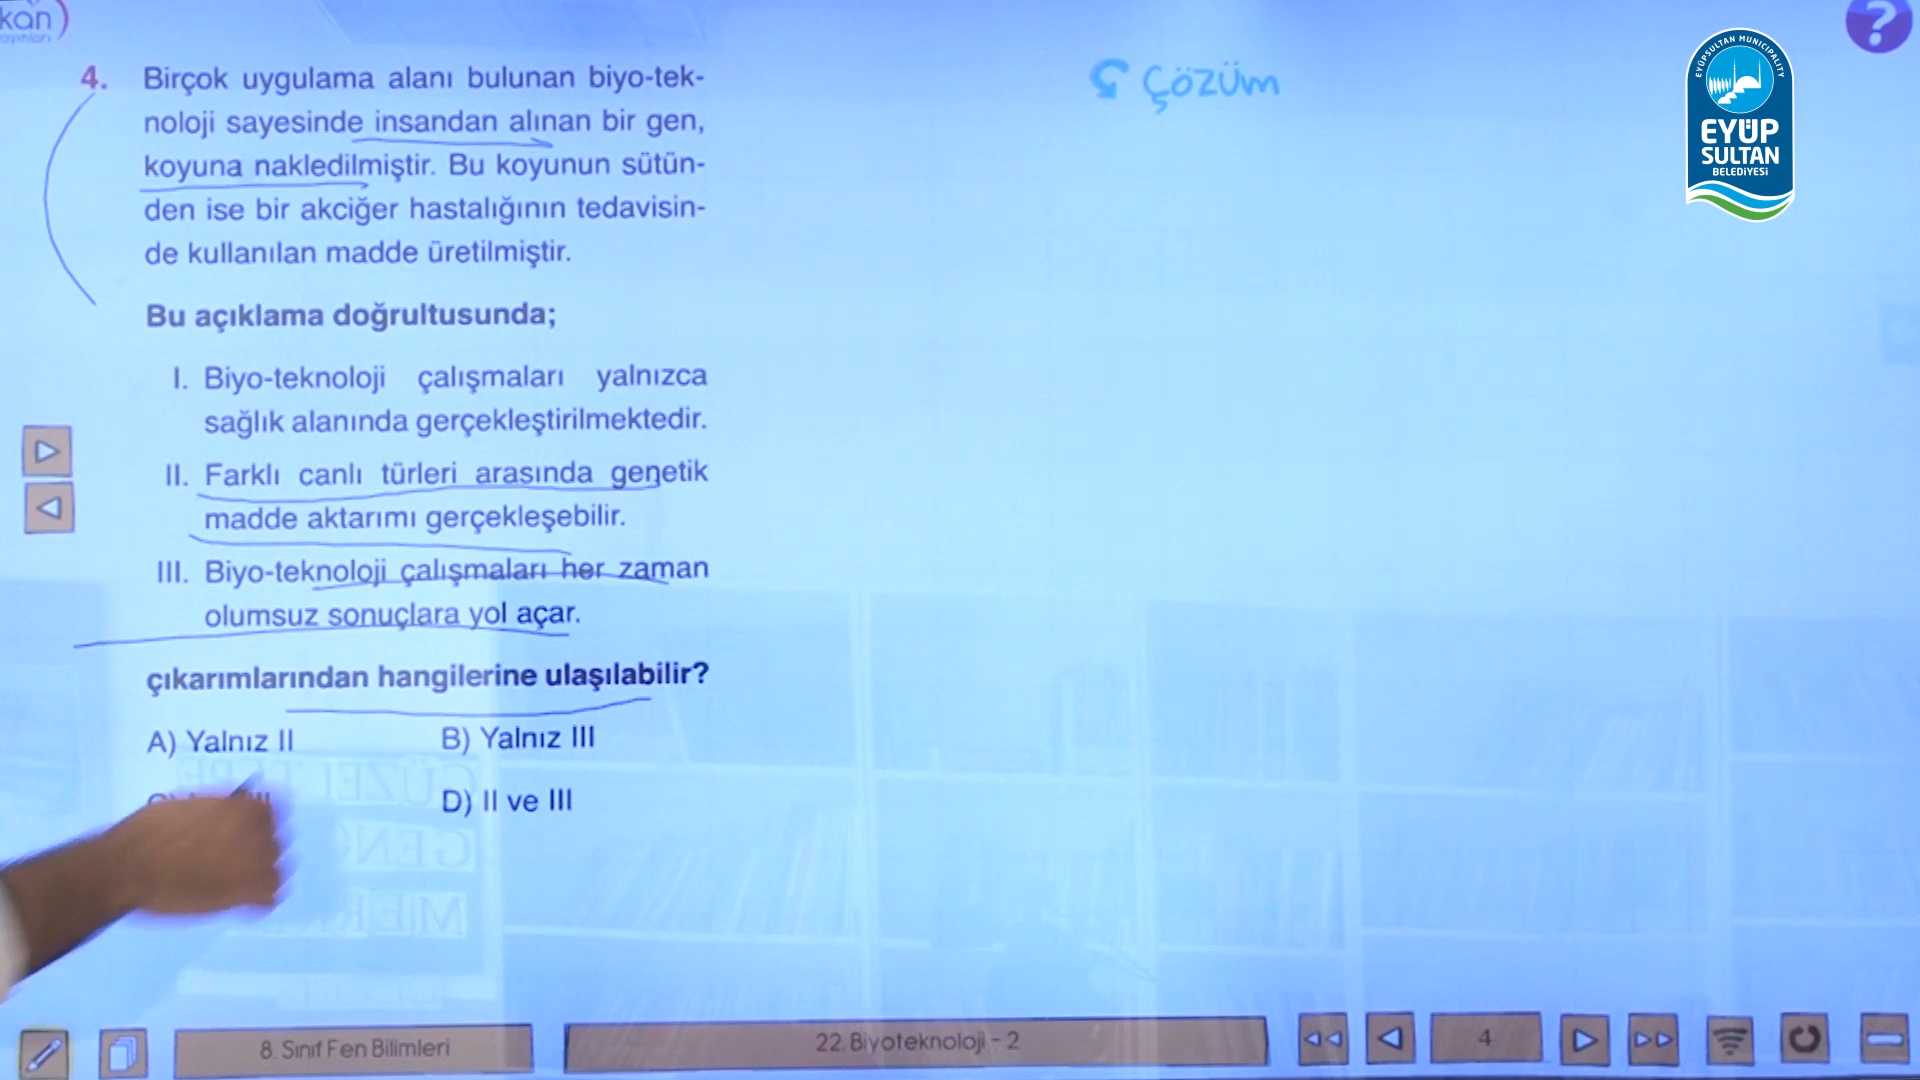 kan
ayınları
?
EYÜPSULTAN MUNICIPALITY
EYÜP
SULTAN
BELEDİYESİ
Çözüm
4. Birçok uygulama alanı bulunan biyo-tek-
noloji sayesinde insandan alınan bir gen,
koyuna nakledilmiştir. Bu koyunun sütün-
den ise bir akciğer hastalığının tedavisin-
de kullanılan madde üretilmiştir.
Bu açıklama doğrultusunda;
I. Biyo-teknoloji çalışmaları yalnızca
sağlık alanında gerçekleştirilmektedir.
II. Farklı canlı türleri arasında genetik
madde aktarımı gerçekleşebilir.
III. Biyo-teknoloji çalışmaları her zaman
olumsuz sonuçlara yol açar.
çıkarımlarından hangilerine ulaşılabilir?
A) Yalnız II B) Yalnız III
D) II ve III
GÜZELTEPE
8. Sınıf Fen Bilimleri
22. Biyoteknoloji - 2
4